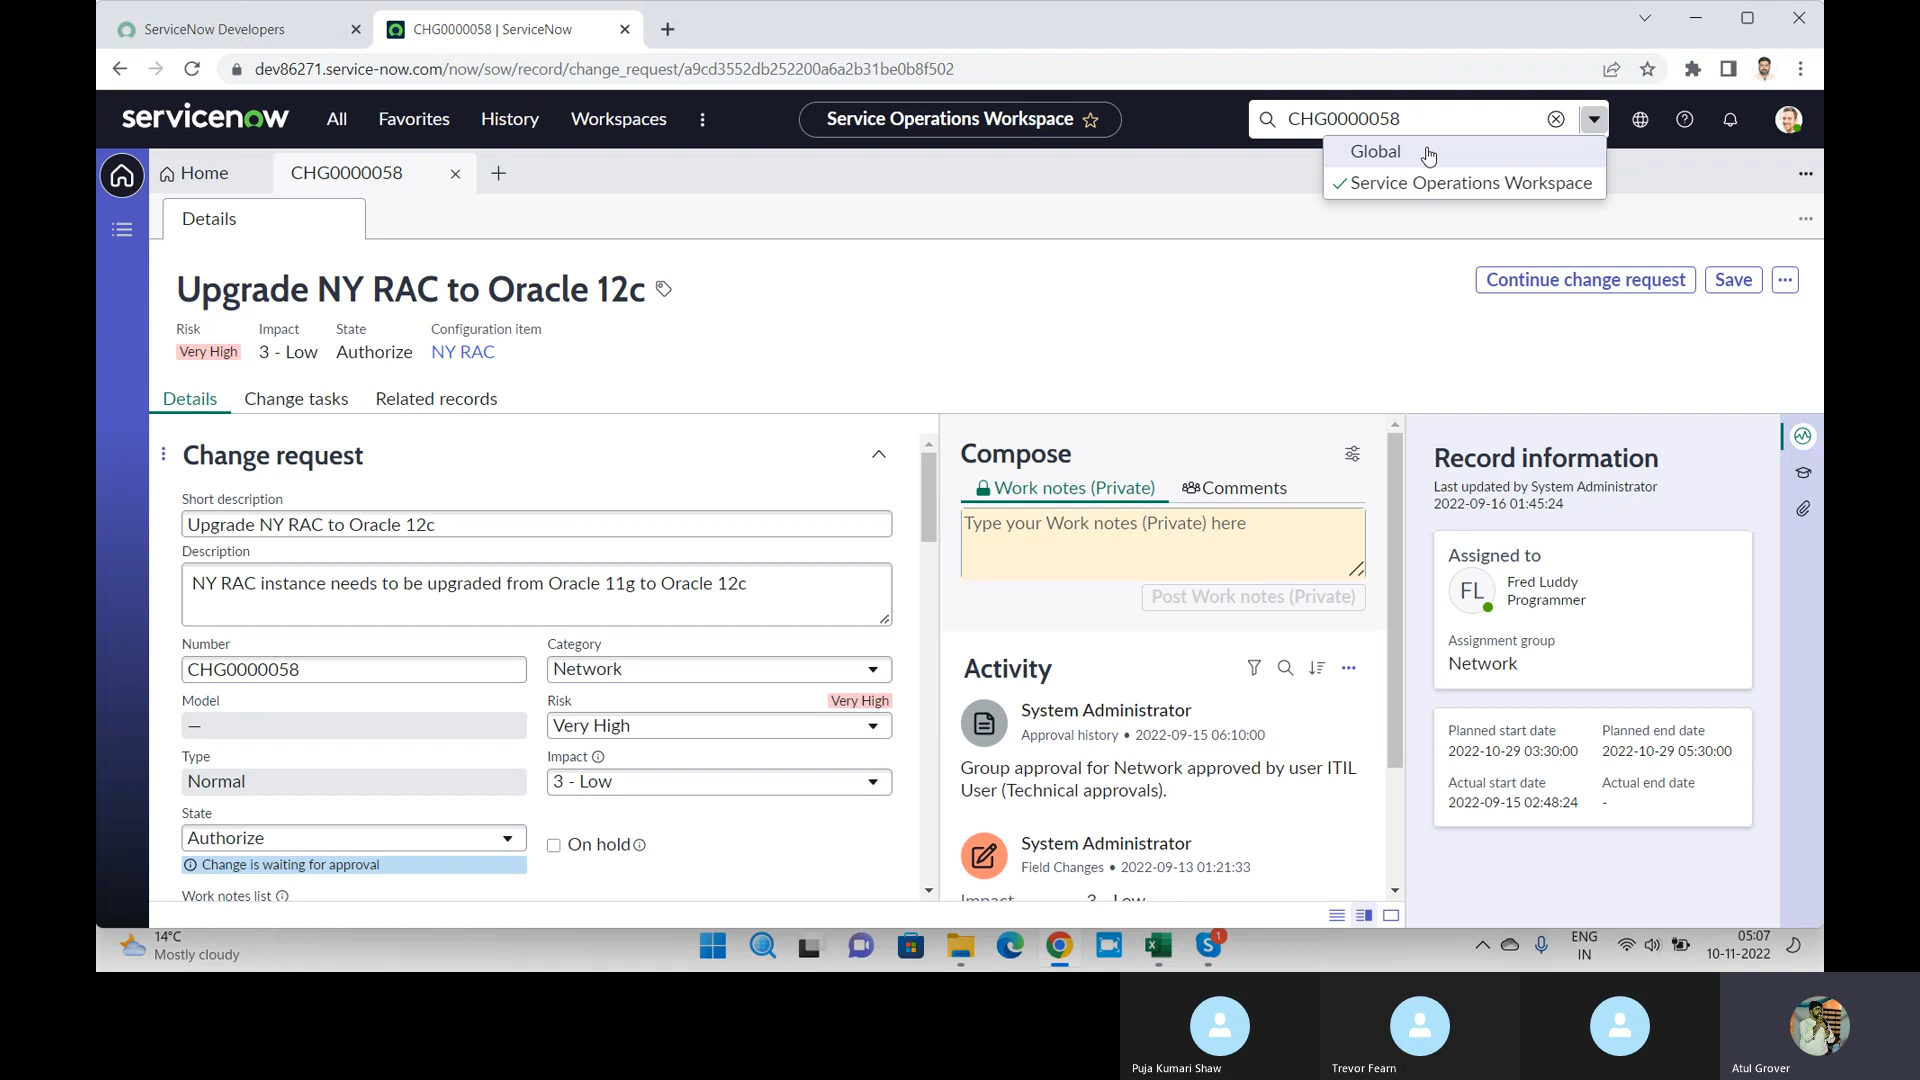 ServiceNow Developers
CHG0000058 | ServiceNow
dev86271.service-now.com/now/sow/record/change_request/a9cd3552db252200a6a2b31be0b8f502
servicenow
All
Favorites
History
Workspaces
Service Operations Workspace
CHG0000058
Global
Service Operations Workspace
Home
CHG0000058
Details
Upgrade NY RAC to Oracle 12c
Continue change request
Save
Risk
Impact
State
Configuration item
Very High
3 - Low
Authorize
NY RAC
Details
Change tasks
Related records
Change request
Short description
Upgrade NY RAC to Oracle 12c
Description
NY RAC instance needs to be upgraded from Oracle 11g to Oracle 12c
Number
CHG0000058
Category
Network
Model
—
Risk
Very High
Very High
Type
Normal
Impact
3 - Low
State
Authorize
Change is waiting for approval
On hold
Work notes list
Compose
Work notes (Private)
Comments
Type your Work notes (Private) here
Post Work notes (Private)
Activity
System Administrator
Approval history • 2022-09-15 06:10:00
Group approval for Network approved by user ITIL
User (Technical approvals).
System Administrator
Field Changes • 2022-09-13 01:21:33
Impact
3 - Low
Record information
Last updated by System Administrator
2022-09-16 01:45:24
Assigned to
FL
Fred Luddy
Programmer
Assignment group
Network
Planned start date
2022-10-29 03:30:00
Planned end date
2022-10-29 05:30:00
Actual start date
2022-09-15 02:48:24
Actual end date
-
14°C
Mostly cloudy
1
ENG
IN
05:07
10-11-2022
Puja Kumari Shaw
Trevor Fearn
Atul Grover